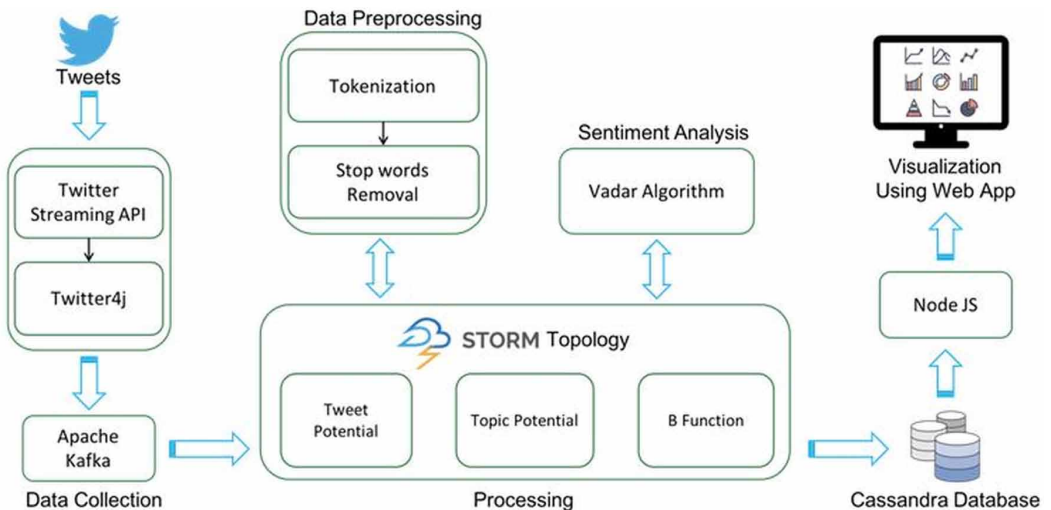 Tweets
Twitter
Streaming API
Twitter4j
Apache
Kafka
Data Collection
Data Preprocessing
Tokenization
Stop words
Removal
Sentiment Analysis
Vadar Algorithm
STORM Topology
Tweet
Potential
Topic Potential
B Function
Processing
Visualization
Using Web App
Node JS
Cassandra Database